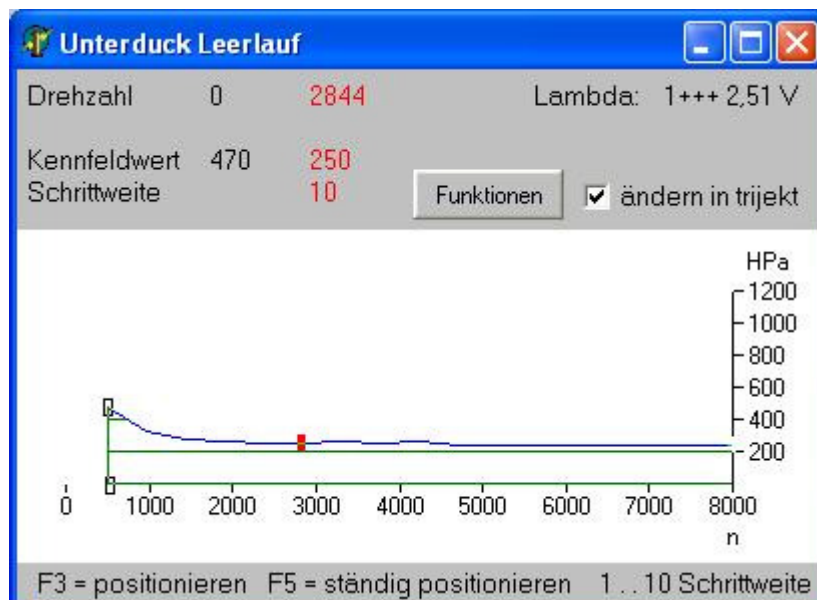 Unterduck Leerlauf
Drehzahl 0 2844 Lambda: 1+++ 2,51 V
Kennfeldwert 470 250
Schrittweite 10 Funktionen ändern in trijekt
HPa
1200
1000
800
600
400
200
0 1000 2000 3000 4000 5000 6000 7000 8000
n
F3 = positionieren F5 = ständig positionieren 1 . . 10 Schrittweite